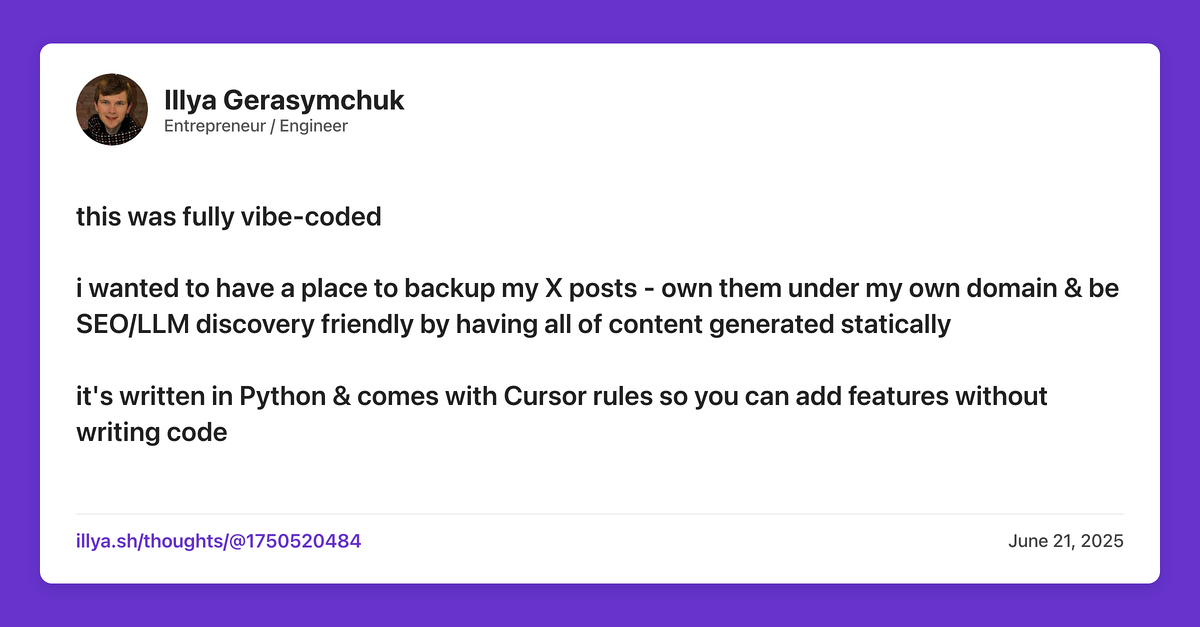 Illya Gerasymchuk
Entrepreneur / Engineer
this was fully vibe-coded
i wanted to have a place to backup my X posts - own them under my own domain & be
SEO/LLM discovery friendly by having all of content generated statically
it's written in Python & comes with Cursor rules so you can add features without
writing code
illya.sh/thoughts/@1750520484
June 21, 2025